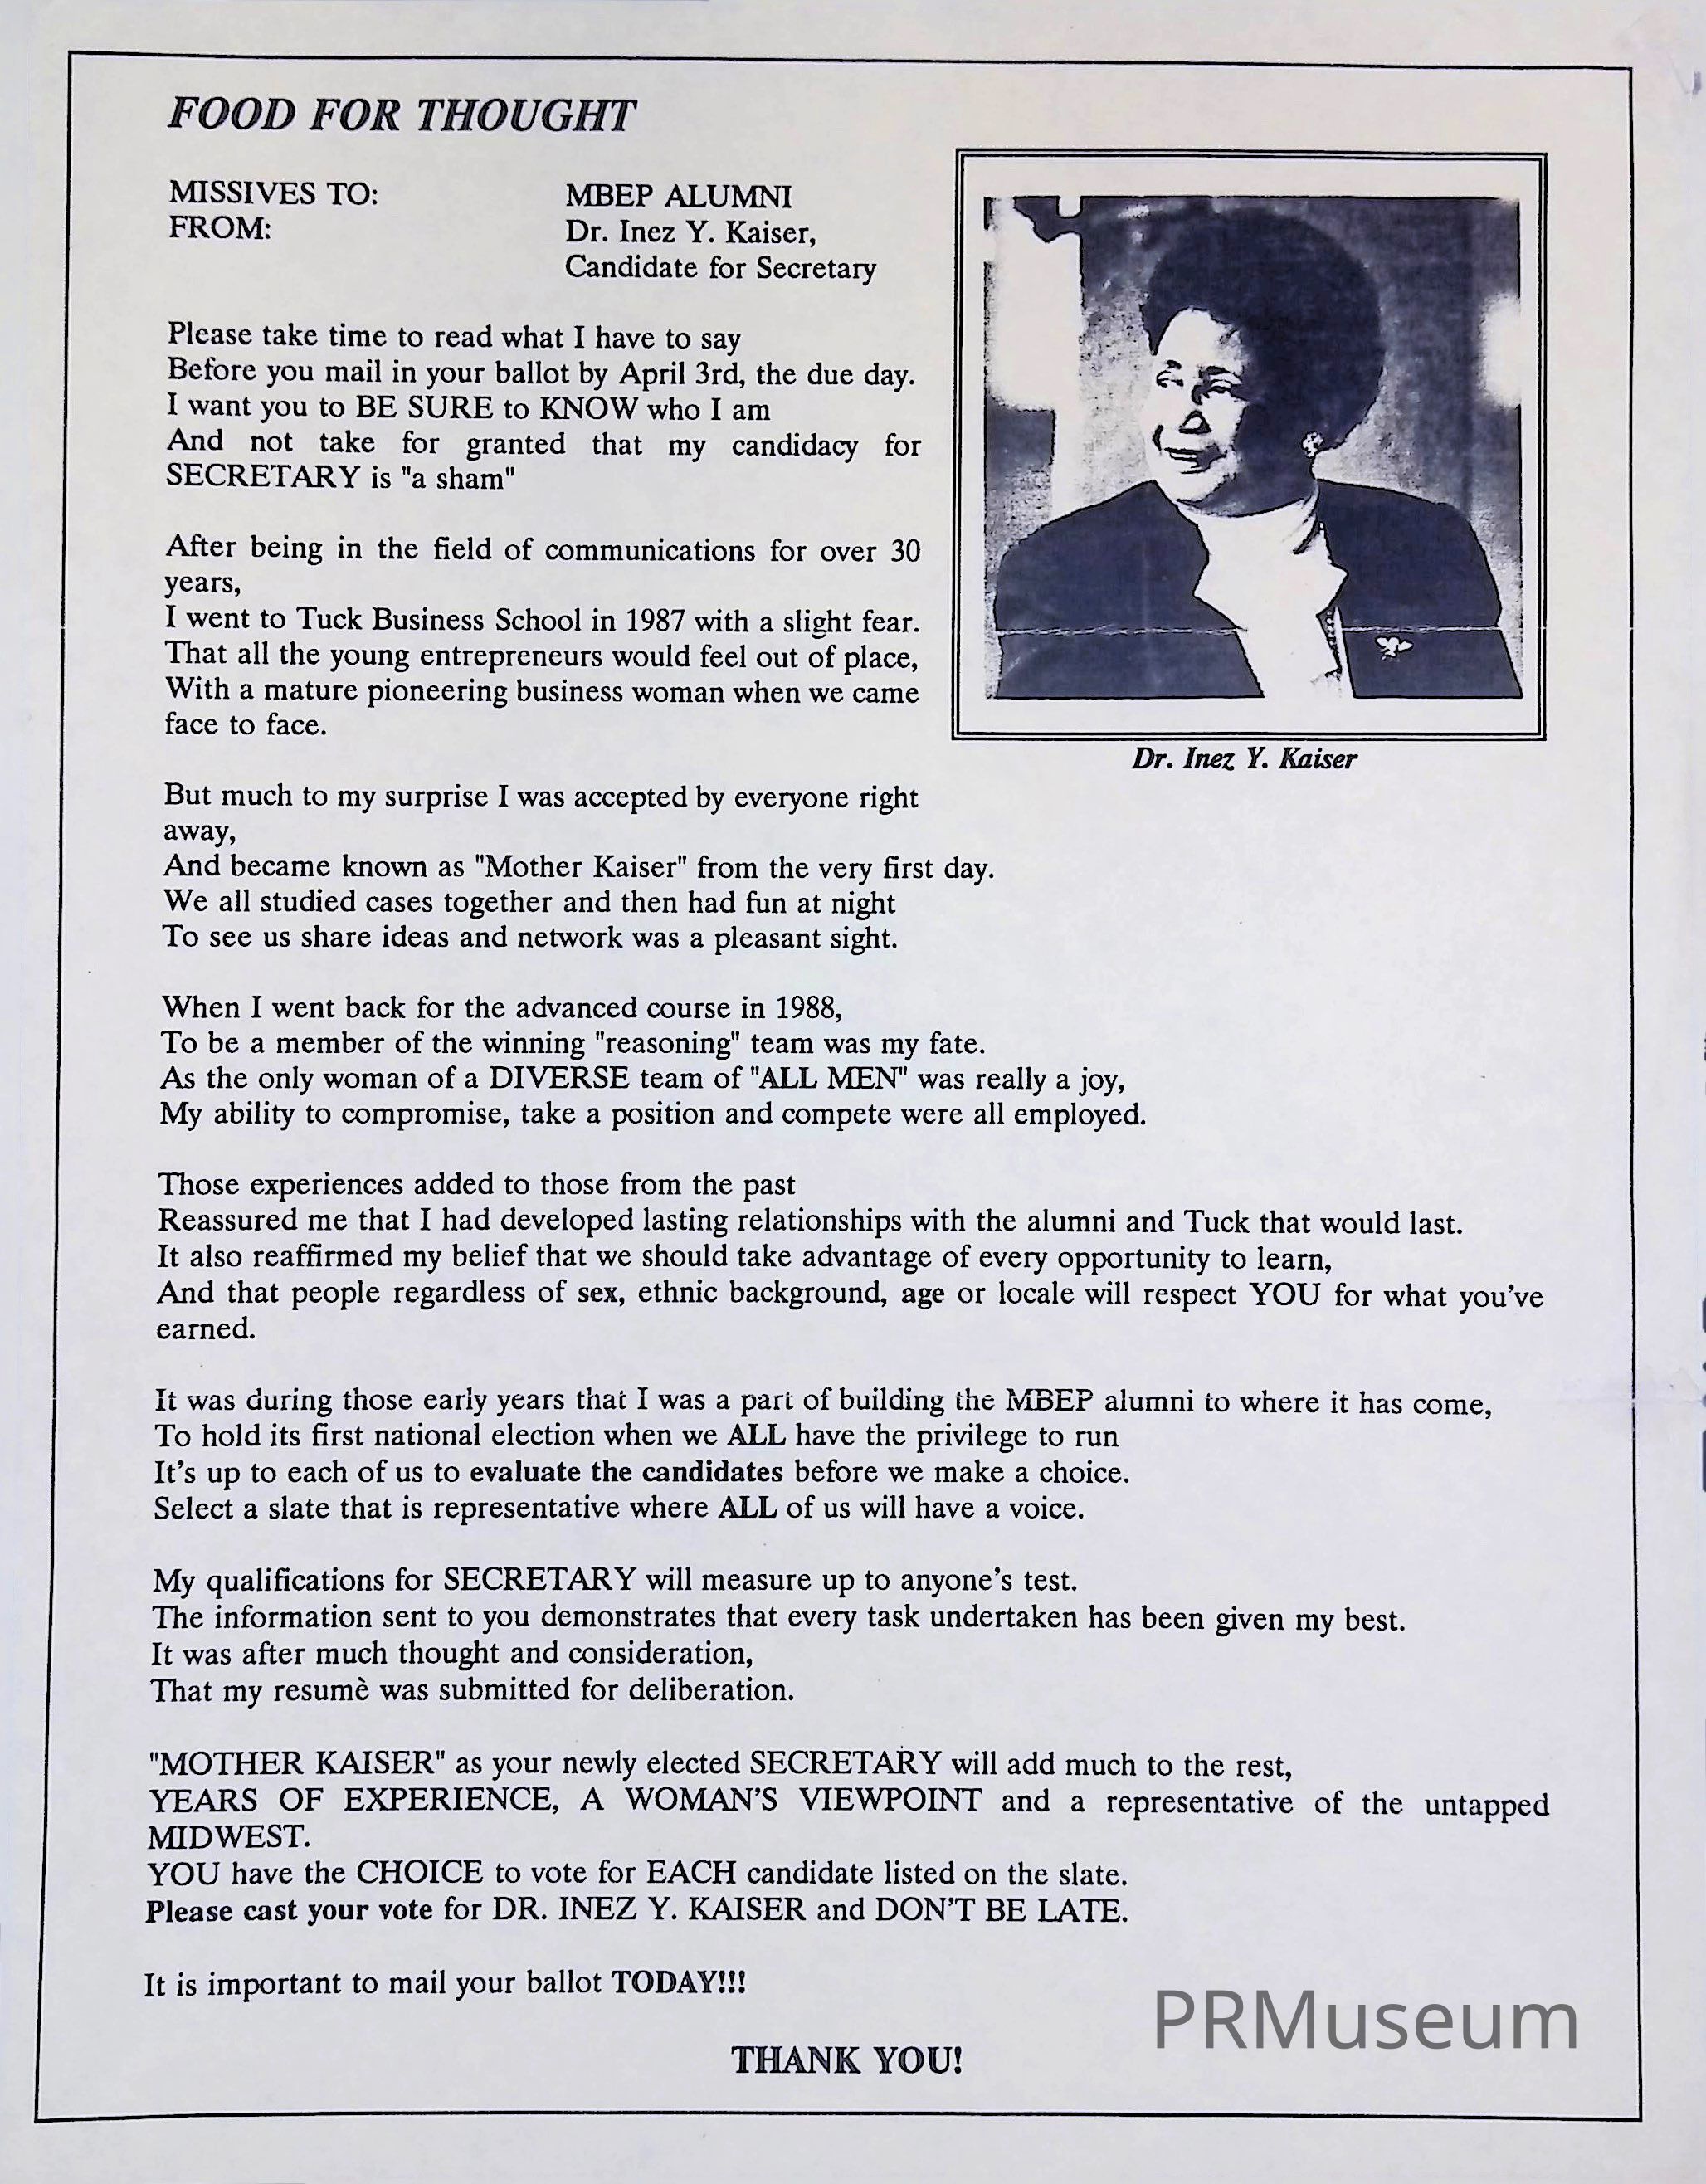 FOOD FOR THOUGHT
MISSIVES TO: MBEP ALUMNI
FROM: Dr. Inez Y. Kaiser,
Candidate for Secretary
Please take time to read what I have to say
Before you mail in your ballot by April 3rd, the due day.
I want you to BE SURE to KNOW who I am
And not take for granted that my candidacy for
SECRETARY is "a sham"
After being in the field of communications for over 30
years,
I went to Tuck Business School in 1987 with a slight fear.
That all the young entrepreneurs would feel out of place,
With a mature pioneering business woman when we came
face to face.
Dr. Inez Y. Kaiser
But much to my surprise I was accepted by everyone right
away,
And became known as "Mother Kaiser" from the very first day.
We all studied cases together and then had fun at night
To see us share ideas and network was a pleasant sight.
When I went back for the advanced course in 1988,
To be a member of the winning "reasoning" team was my fate.
As the only woman of a DIVERSE team of "ALL MEN" was really a joy,
My ability to compromise, take a position and compete were all employed.
Those experiences added to those from the past
Reassured me that I had developed lasting relationships with the alumni and Tuck that would last.
It also reaffirmed my belief that we should take advantage of every opportunity to learn,
And that people regardless of sex, ethnic background, age or locale will respect YOU for what you've
earned.
It was during those early years that I was a part of building the MBEP alumni to where it has come,
To hold its first national election when we ALL have the privilege to run
It's up to each of us to evaluate the candidates before we make a choice.
Select a slate that is representative where ALL of us will have a voice.
My qualifications for SECRETARY will measure up to anyone's test.
The information sent to you demonstrates that every task undertaken has been given my best.
It was after much thought and consideration,
That my resumè was submitted for deliberation.
"MOTHER KAISER" as your newly elected SECRETARY will add much to the rest,
YEARS OF EXPERIENCE, A WOMAN'S VIEWPOINT and a representative of the untapped
MIDWEST.
YOU have the CHOICE to vote for EACH candidate listed on the slate.
Please cast your vote for DR. INEZ Y. KAISER and DON'T BE LATE.
It is important to mail your ballot TODAY!!!
PRMuseum
THANK YOU!